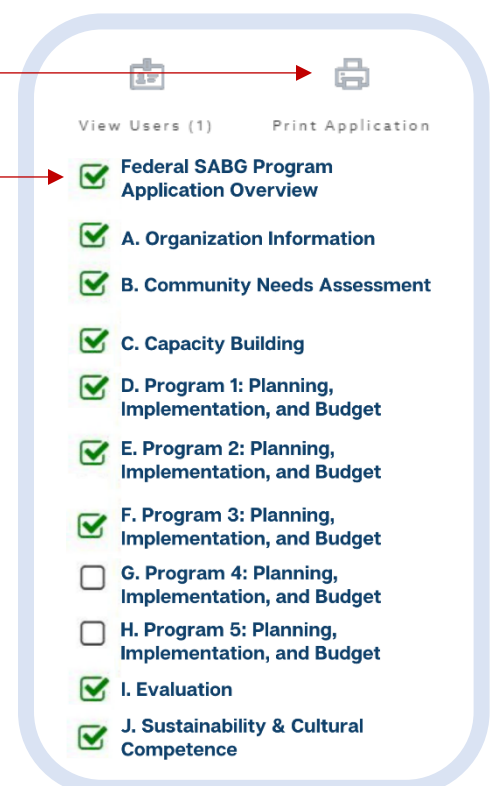 View Users (1)
Print Application
Federal SABG Program
Application Overview
A. Organization Information
B. Community Needs Assessment
C. Capacity Building
D. Program 1: Planning,
Implementation, and Budget
E. Program 2: Planning,
Implementation, and Budget
F. Program 3: Planning,
Implementation, and Budget
G. Program 4: Planning,
Implementation, and Budget
H. Program 5: Planning,
Implementation, and Budget
I. Evaluation
J. Sustainability & Cultural
Competence